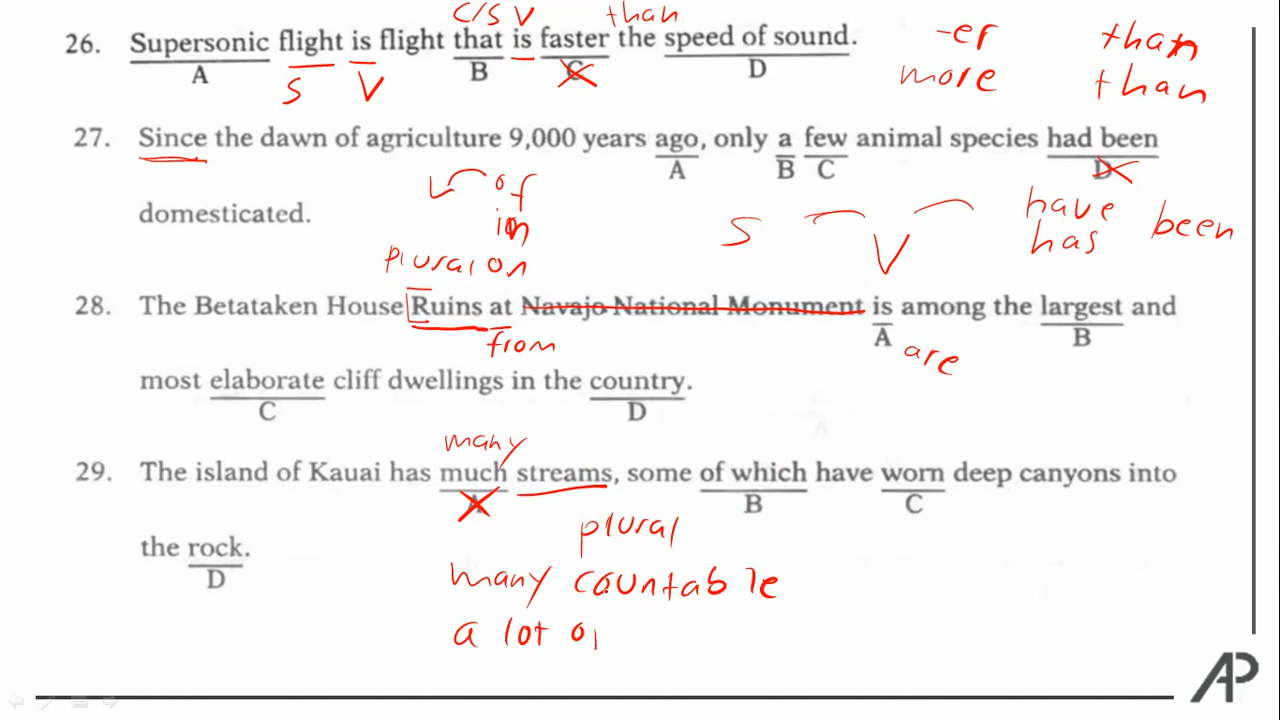 C/S V than
26. Supersonic flight is flight that is faster the speed of sound.
A B C D
S V
-er than
more than
27. Since the dawn of agriculture 9,000 years ago, only a few animal species had been
A B C D
domesticated.
of
in
on
plural
S V have been
has
28. The Betataken House Ruins at Navajo National Monument is among the largest and
from A are B
most elaborate cliff dwellings in the country.
C D
many
29. The island of Kauai has much streams, some of which have worn deep canyons into
A B C
plural
the rock.
D
many countable
a lot
AP